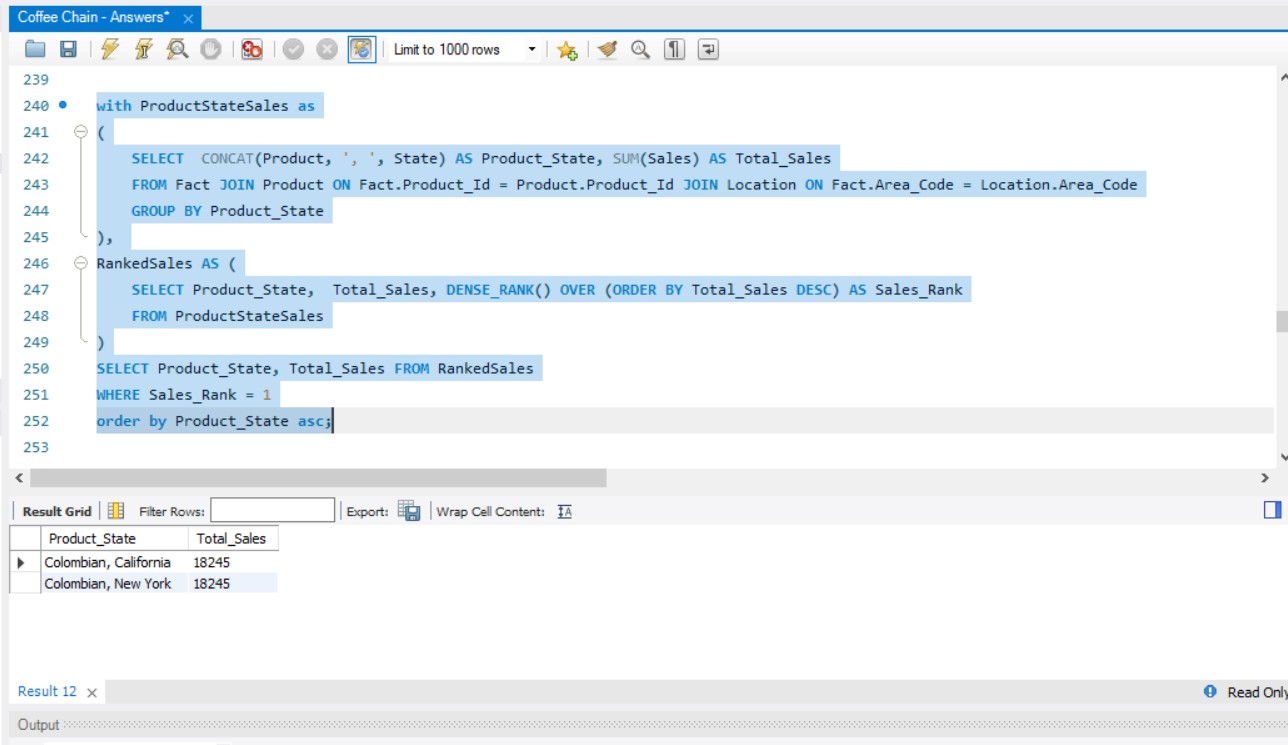 Coffee Chain - Answers*
Limit to 1000 rows
239
240 with ProductStateSales as
241 (
242 SELECT  CONCAT(Product, ', ', State) AS Product_State, SUM(Sales) AS Total_Sales
243 FROM Fact JOIN Product ON Fact.Product_Id = Product.Product_Id JOIN Location ON Fact.Area_Code = Location.Area_Code
244 GROUP BY Product_State
245 ),
246 RankedSales AS (
247 SELECT Product_State,  Total_Sales, DENSE_RANK() OVER (ORDER BY Total_Sales DESC) AS Sales_Rank
248 FROM ProductStateSales
249 )
250 SELECT Product_State, Total_Sales FROM RankedSales
251 WHERE Sales_Rank = 1
252 order by Product_State asc;
253
Result Grid Filter Rows: Export: Wrap Cell Content:
Product_State Total_Sales
Colombian, California 18245
Colombian, New York 18245
Result 12 Read Only
Output